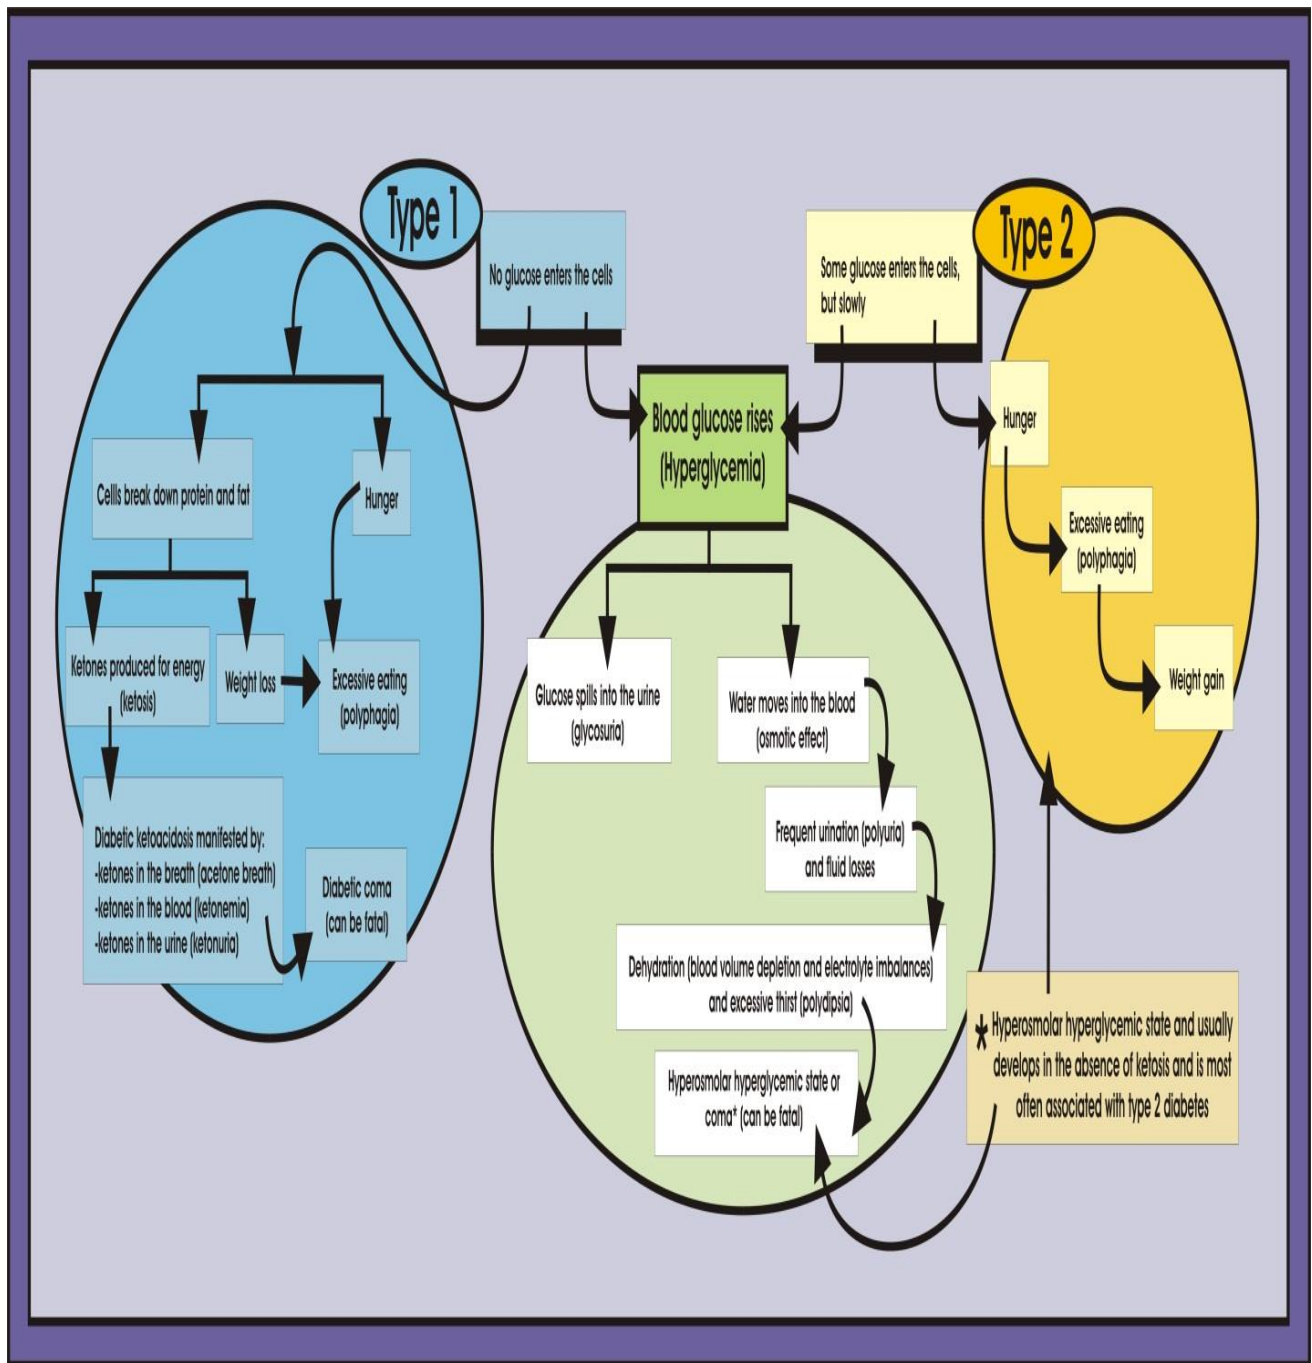 Type 1
No glucose enters the cells
Cellls break down protein and fat
Hunger
Ketones produced for energy
(ketosis)
Weight loss
Excessive eating
(polyphagia)
Diabetic ketoacidosis manifested by:
-ketones in the breath (acetone breath)
-ketones in the blood (ketonemia)
-ketones in the urine (ketonuria)
Diabetic coma
(can be fatal)
Blood glucose rises
(Hyperglycemia)
Glucose spills into the urine
(glycosuria)
Water moves into the blood
(osmotic effect)
Frequent urination (polyuria)
and fluid losses
Dehydration (blood volume depletion and electrolyte imbalances)
and excessive thirst (polydipsia)
Hyperosmolar hyperglycemic state or
coma* (can be fatal)
Type 2
Some glucose enters the cells,
but slowly
Hunger
Excessive eating
(polyphagia)
Weight gain
* Hyperosmolar hyperglycemic state and usually
develops in the absence of ketosis and is most
often associated with type 2 diabetes